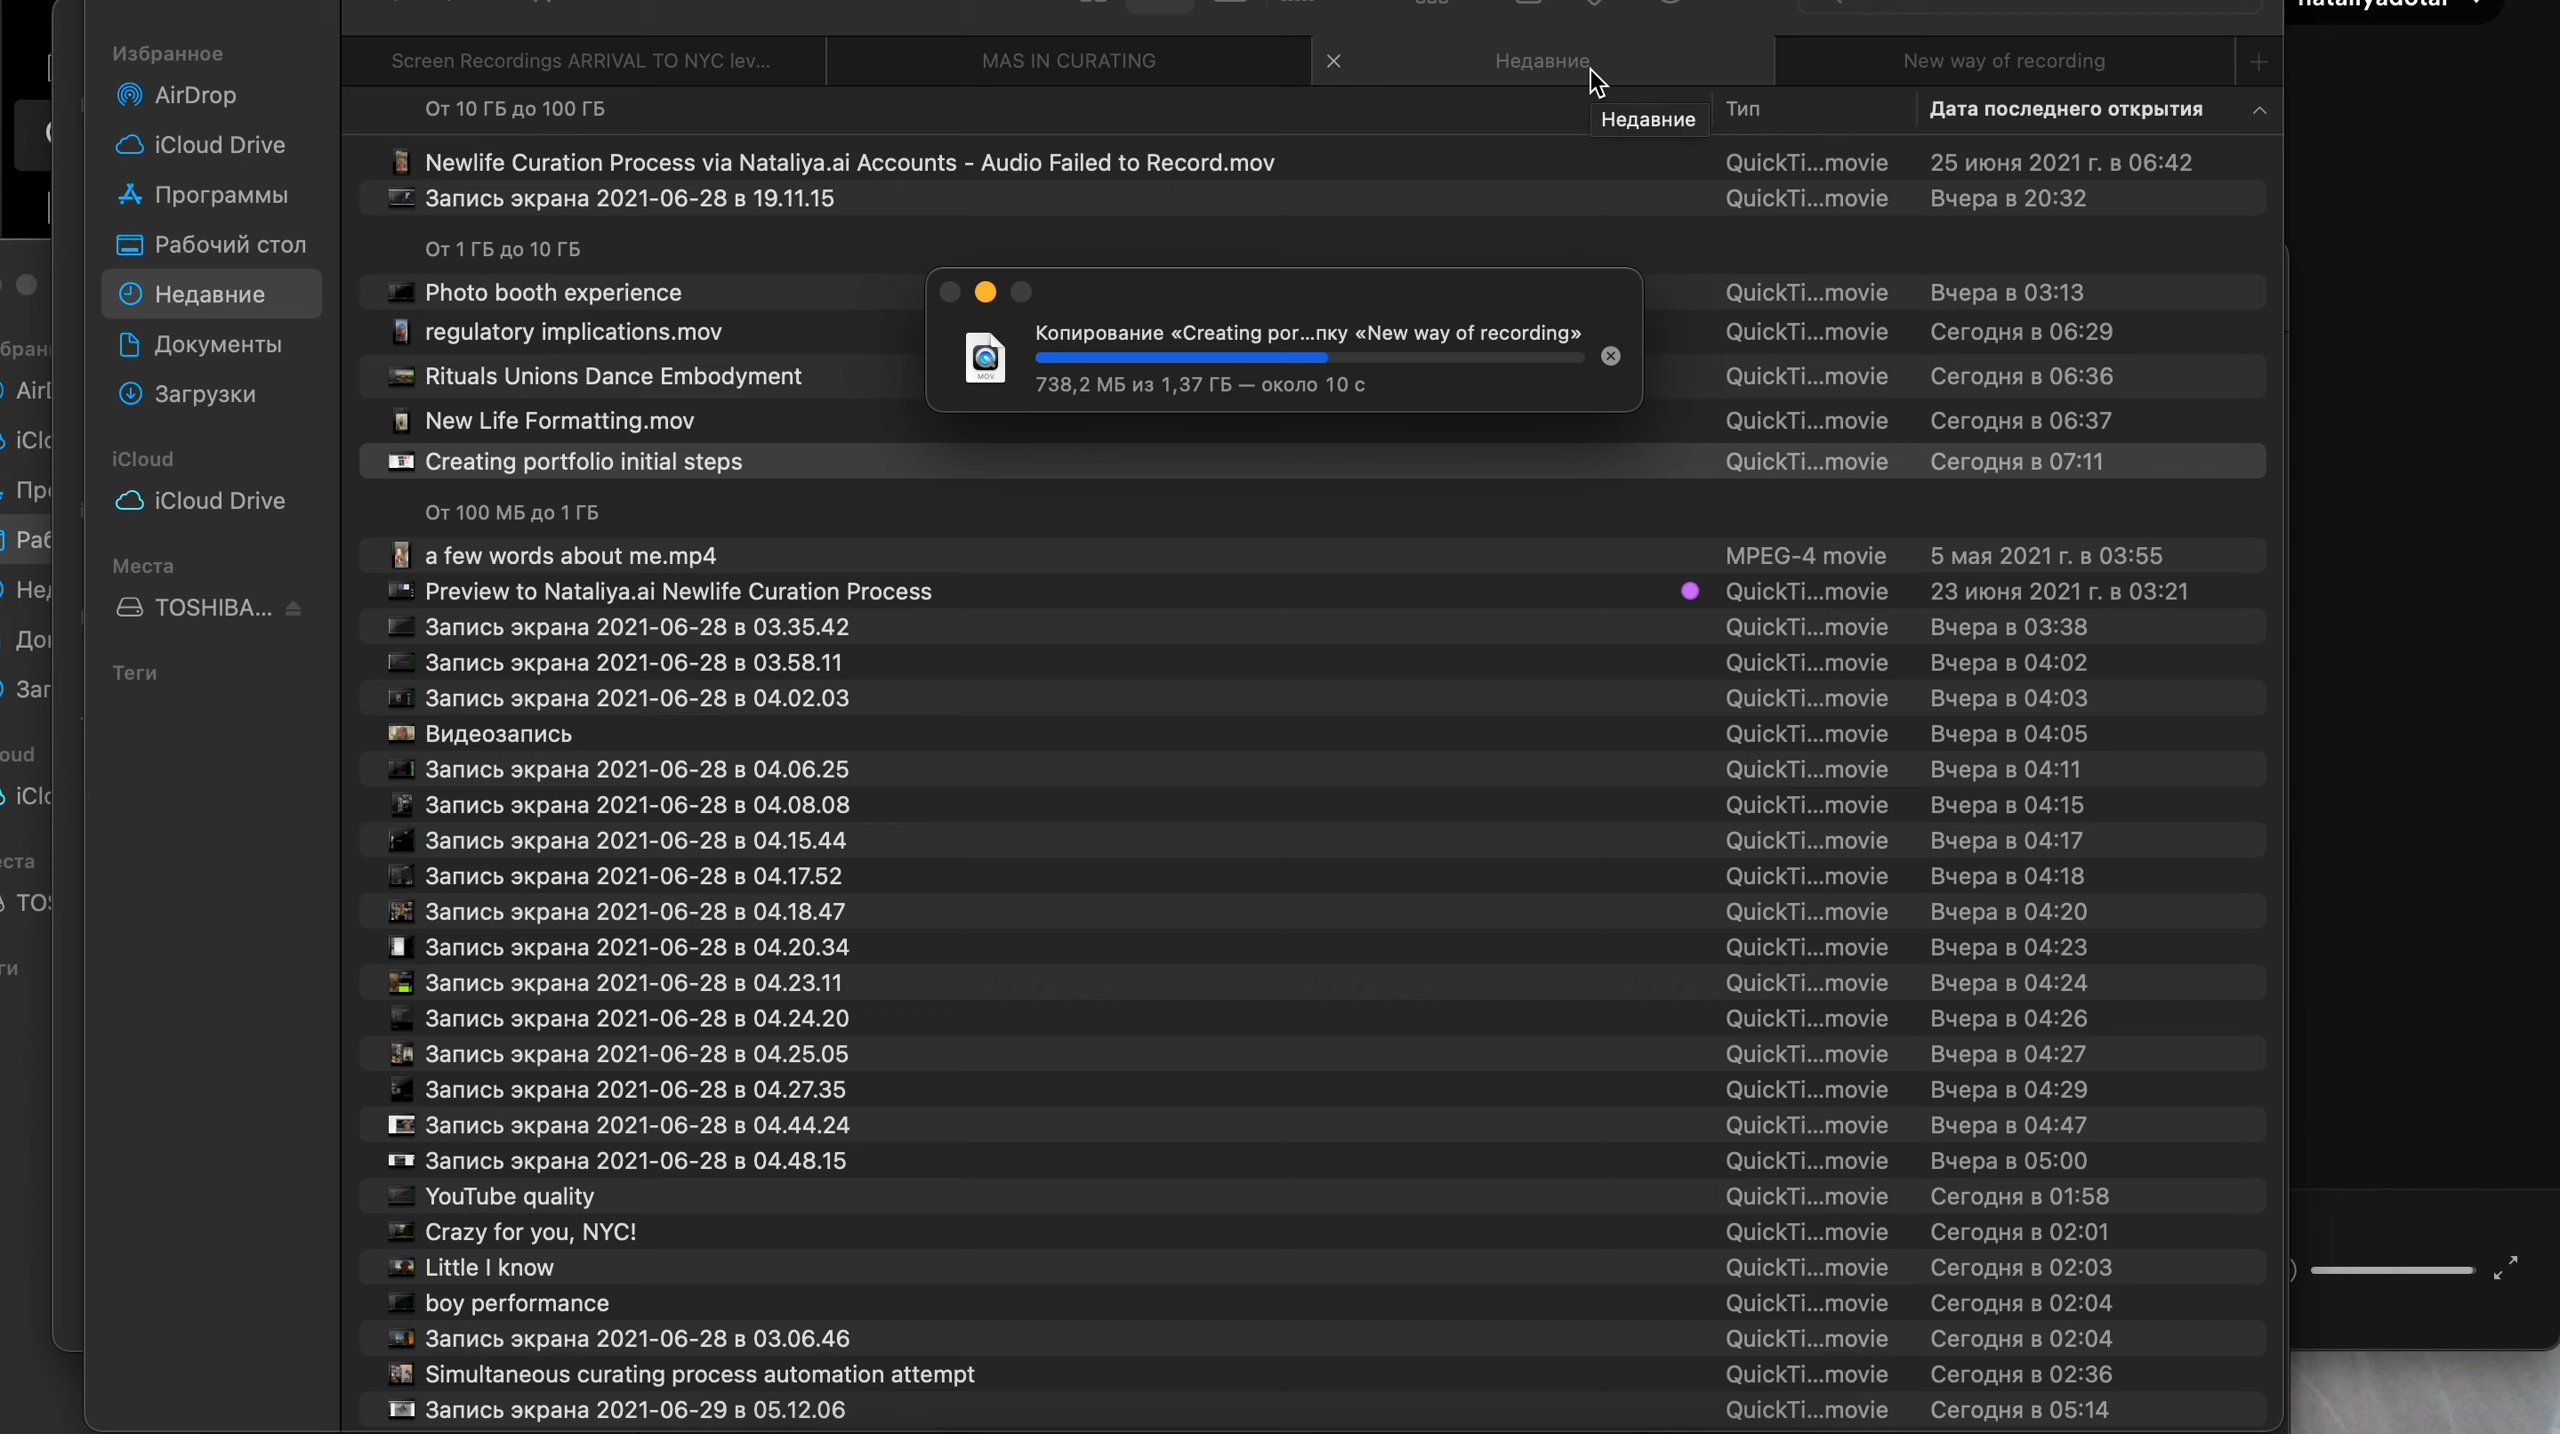 nataliyadotai
Избранное
AirDrop
iCloud Drive
Программы
Рабочий стол
Недавние
Документы
Загрузки
iCloud
iCloud Drive
Места
TOSHIBA...
Теги
Screen Recordings ARRIVAL TO NYC lev...
MAS IN CURATING
Недавние
New way of recording
От 10 ГБ до 100 ГБ
Тип
Дата последнего открытия
Недавние
Newlife Curation Process via Nataliya.ai Accounts - Audio Failed to Record.mov QuickTi...movie 25 июня 2021 г. в 06:42
Запись экрана 2021-06-28 в 19.11.15 QuickTi...movie Вчера в 20:32
От 1 ГБ до 10 ГБ
Photo booth experience QuickTi...movie Вчера в 03:13
regulatory implications.mov QuickTi...movie Сегодня в 06:29
Rituals Unions Dance Embodyment QuickTi...movie Сегодня в 06:36
New Life Formatting.mov QuickTi...movie Сегодня в 06:37
Creating portfolio initial steps QuickTi...movie Сегодня в 07:11
Копирование «Creating por...пку «New way of recording»
MOV
738,2 МБ из 1,37 ГБ — около 10 с
От 100 МБ до 1 ГБ
a few words about me.mp4 MPEG-4 movie 5 мая 2021 г. в 03:55
Preview to Nataliya.ai Newlife Curation Process QuickTi...movie 23 июня 2021 г. в 03:21
Запись экрана 2021-06-28 в 03.35.42 QuickTi...movie Вчера в 03:38
Запись экрана 2021-06-28 в 03.58.11 QuickTi...movie Вчера в 04:02
Запись экрана 2021-06-28 в 04.02.03 QuickTi...movie Вчера в 04:03
Видеозапись QuickTi...movie Вчера в 04:05
Запись экрана 2021-06-28 в 04.06.25 QuickTi...movie Вчера в 04:11
Запись экрана 2021-06-28 в 04.08.08 QuickTi...movie Вчера в 04:15
Запись экрана 2021-06-28 в 04.15.44 QuickTi...movie Вчера в 04:17
Запись экрана 2021-06-28 в 04.17.52 QuickTi...movie Вчера в 04:18
Запись экрана 2021-06-28 в 04.18.47 QuickTi...movie Вчера в 04:20
Запись экрана 2021-06-28 в 04.20.34 QuickTi...movie Вчера в 04:23
Запись экрана 2021-06-28 в 04.23.11 QuickTi...movie Вчера в 04:24
Запись экрана 2021-06-28 в 04.24.20 QuickTi...movie Вчера в 04:26
Запись экрана 2021-06-28 в 04.25.05 QuickTi...movie Вчера в 04:27
Запись экрана 2021-06-28 в 04.27.35 QuickTi...movie Вчера в 04:29
Запись экрана 2021-06-28 в 04.44.24 QuickTi...movie Вчера в 04:47
Запись экрана 2021-06-28 в 04.48.15 QuickTi...movie Вчера в 05:00
YouTube quality QuickTi...movie Сегодня в 01:58
Crazy for you, NYC! QuickTi...movie Сегодня в 02:01
Little I know QuickTi...movie Сегодня в 02:03
boy performance QuickTi...movie Сегодня в 02:04
Запись экрана 2021-06-28 в 03.06.46 QuickTi...movie Сегодня в 02:04
Simultaneous curating process automation attempt QuickTi...movie Сегодня в 02:36
Запись экрана 2021-06-29 в 05.12.06 QuickTi...movie Сегодня в 05:14